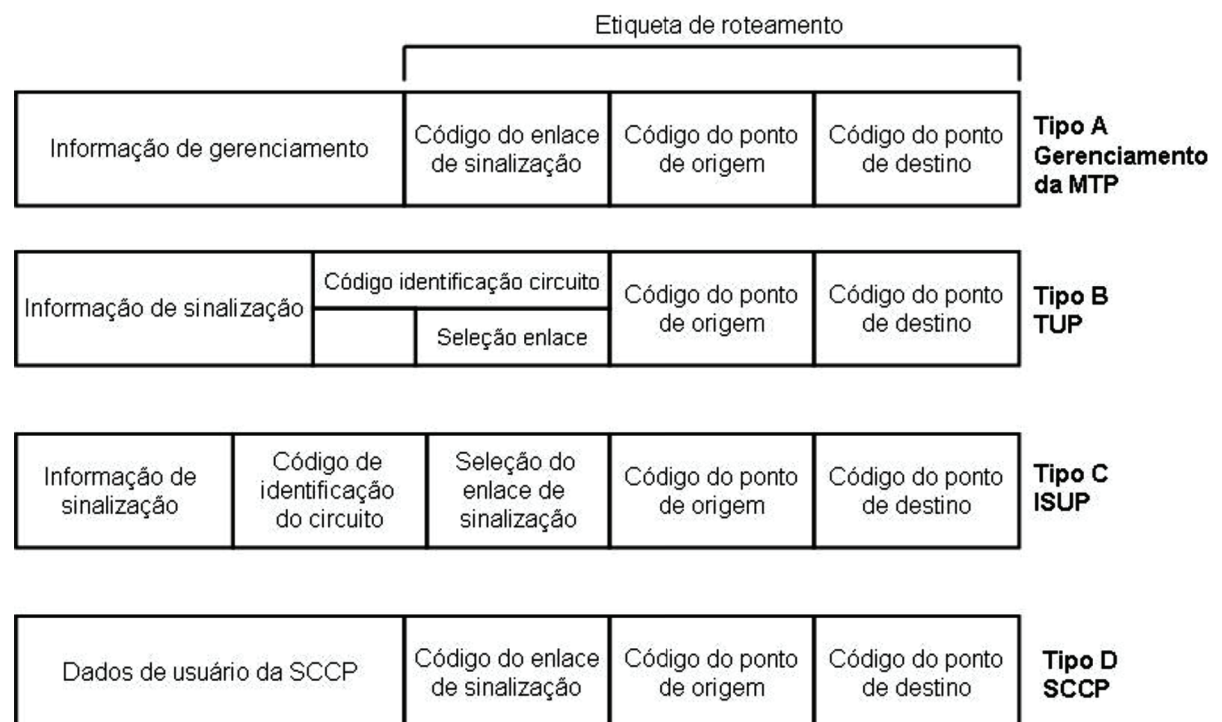 Etiqueta de roteamento
Informação de gerenciamento
Código do enlace
de sinalização
Código do ponto
de origem
Código do ponto
de destino
Tipo A
Gerenciamento
da MTP
Informação de sinalização
Código identificação circuito
Seleção enlace
Código do ponto
de origem
Código do ponto
de destino
Tipo B
TUP
Informação de
sinalização
Código de
identificação
do circuito
Seleção do
enlace de
sinalização
Código do ponto
de origem
Código do ponto
de destino
Tipo C
ISUP
Dados de usuário da SCCP
Código do enlace
de sinalização
Código do ponto
de origem
Código do ponto
de destino
Tipo D
SCCP